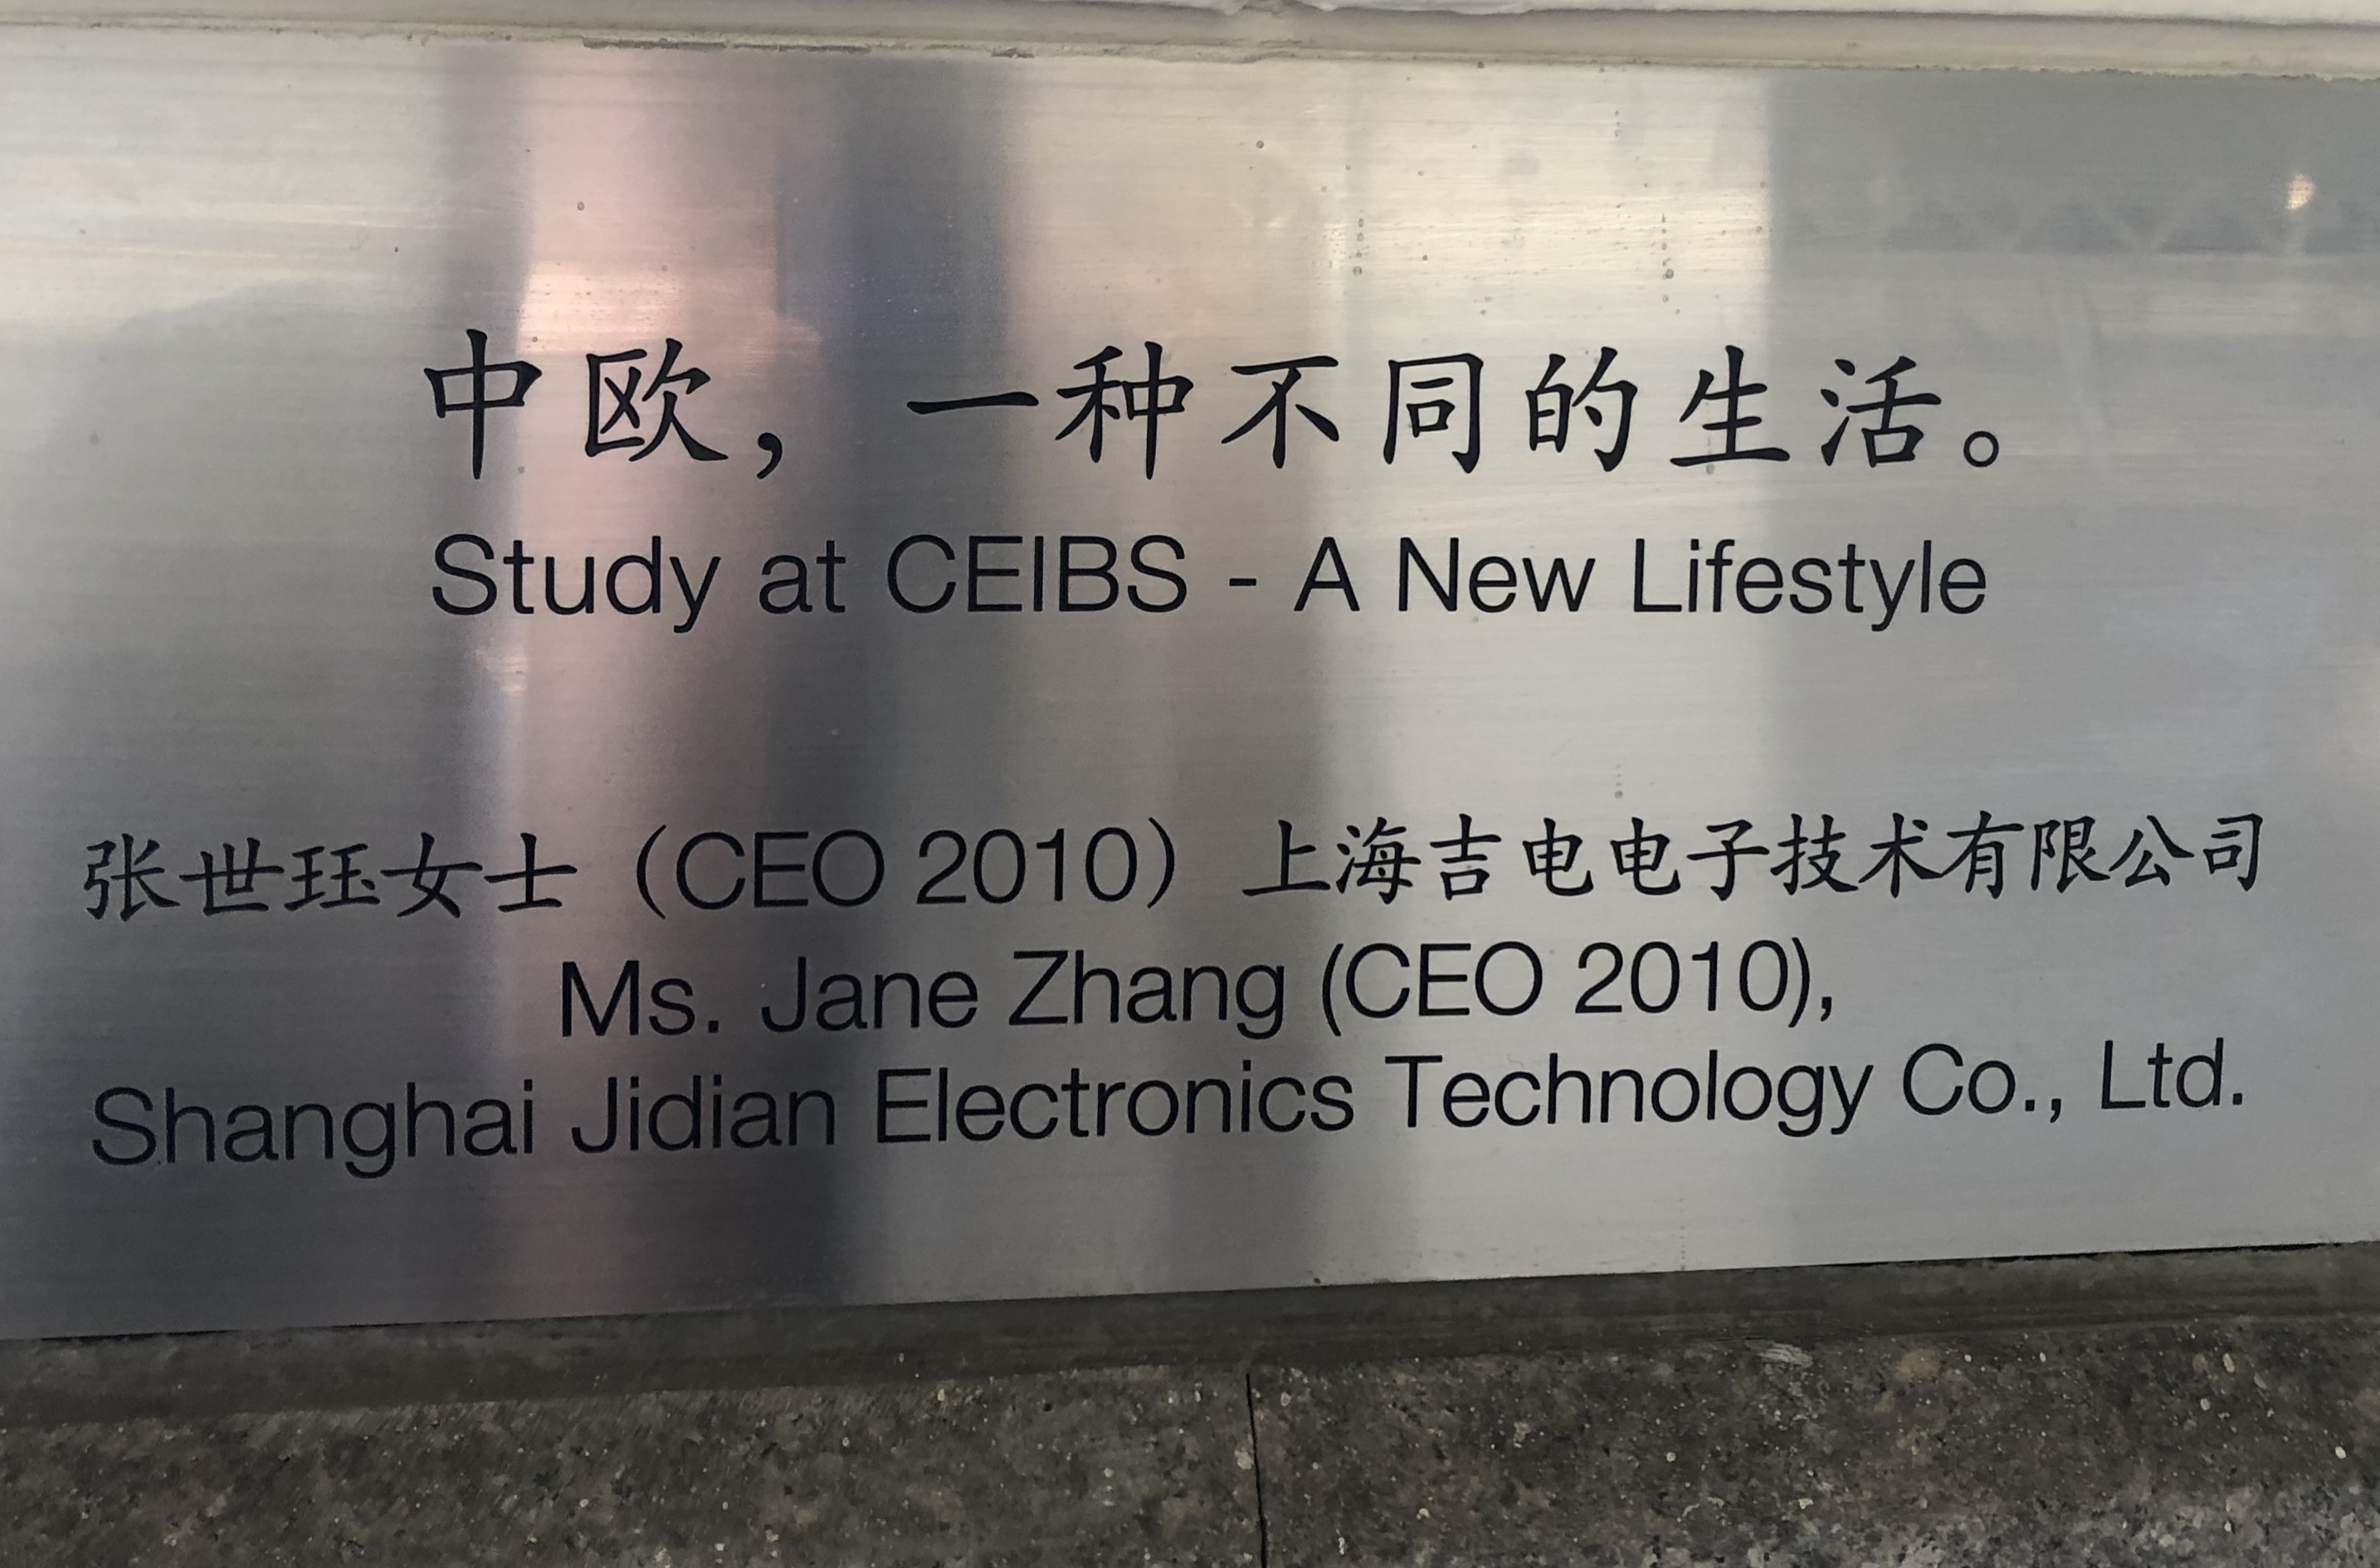 中欧，一种不同的生活。
Study at CEIBS - A New Lifestyle
张世珏女士（CEO 2010） 上海吉电电子技术有限公司
Ms. Jane Zhang (CEO 2010),
Shanghai Jidian Electronics Technology Co., Ltd.